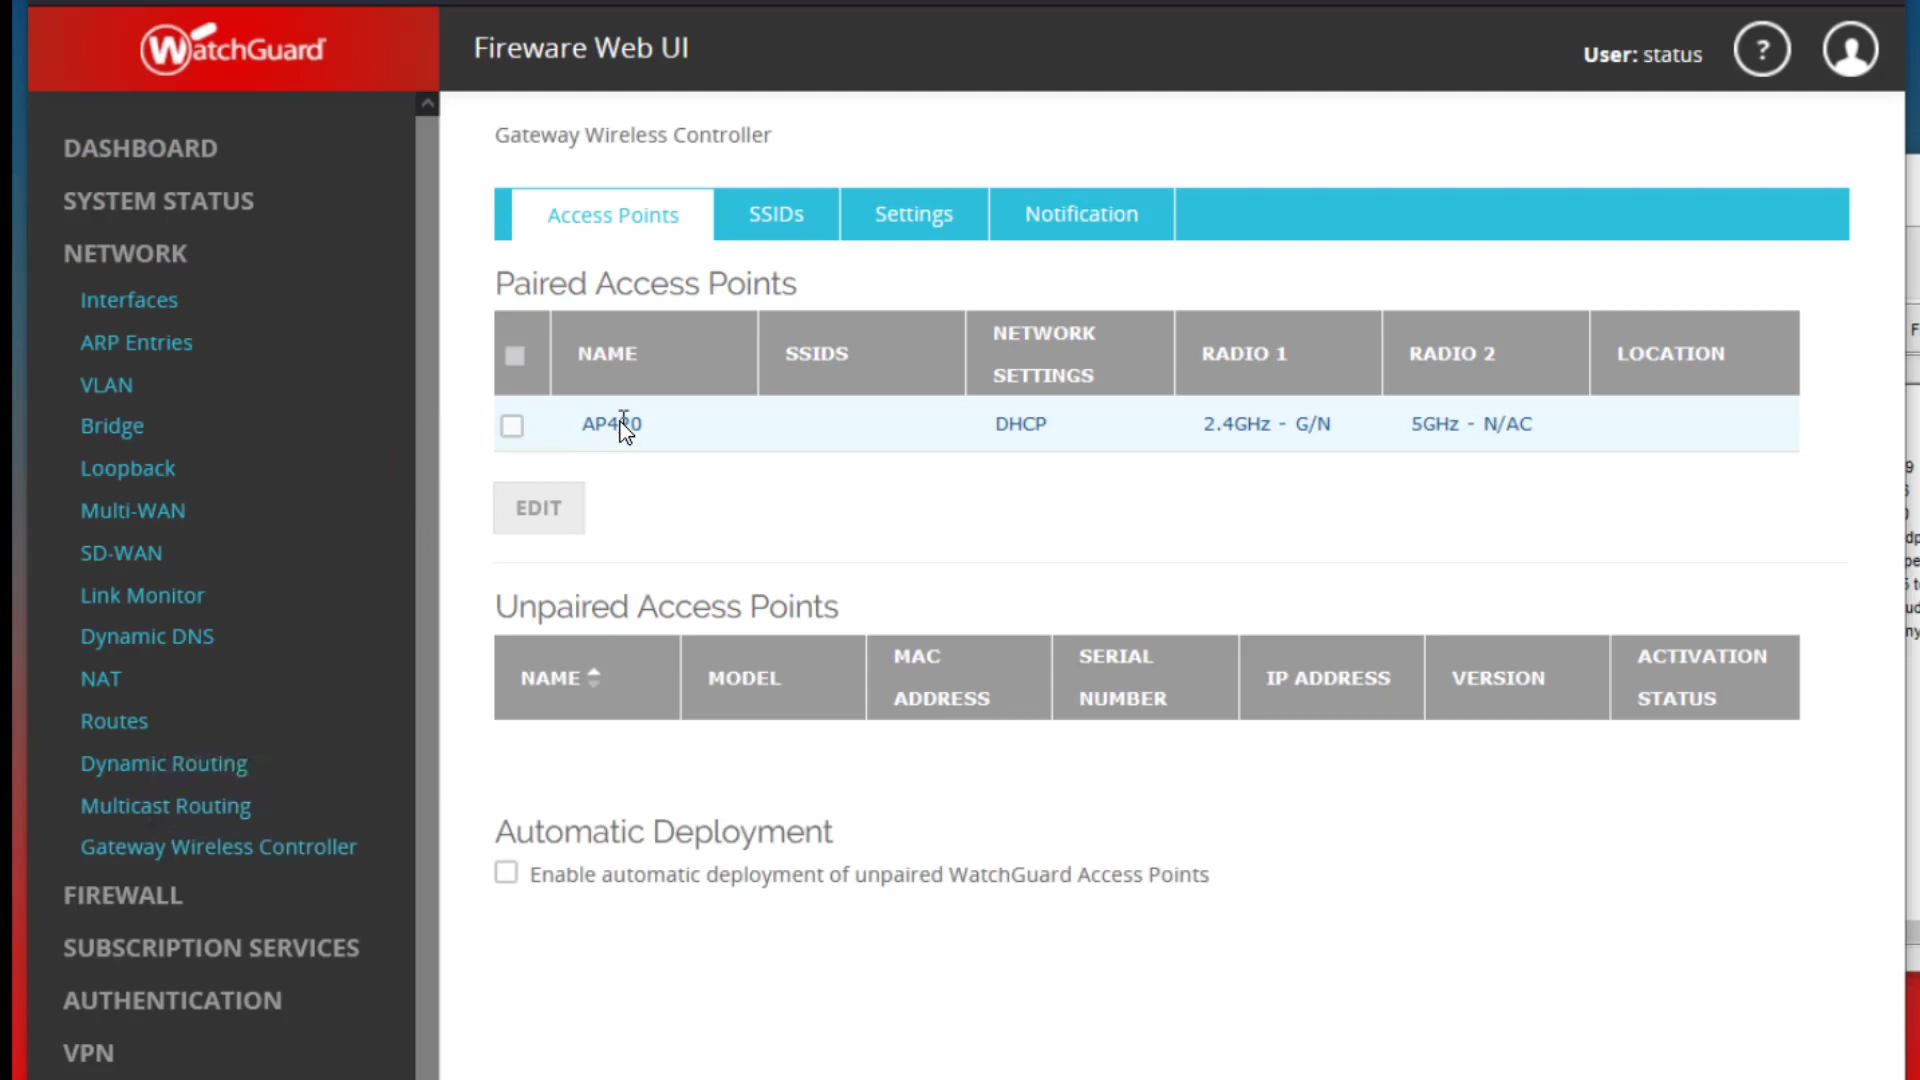 WatchGuard
Fireware Web UI
User: status
?
DASHBOARD
SYSTEM STATUS
NETWORK
Interfaces
ARP Entries
VLAN
Bridge
Loopback
Multi-WAN
SD-WAN
Link Monitor
Dynamic DNS
NAT
Routes
Dynamic Routing
Multicast Routing
Gateway Wireless Controller
FIREWALL
SUBSCRIPTION SERVICES
AUTHENTICATION
VPN
Gateway Wireless Controller
Access Points SSIDs Settings Notification
Paired Access Points
NAME SSIDS NETWORK SETTINGS RADIO 1 RADIO 2 LOCATION
DHCP 2.4GHz - G/N 5GHz - N/AC
EDIT
Unpaired Access Points
NAME MODEL MAC ADDRESS SERIAL NUMBER IP ADDRESS VERSION ACTIVATION STATUS
Automatic Deployment
Enable automatic deployment of unpaired WatchGuard Access Points